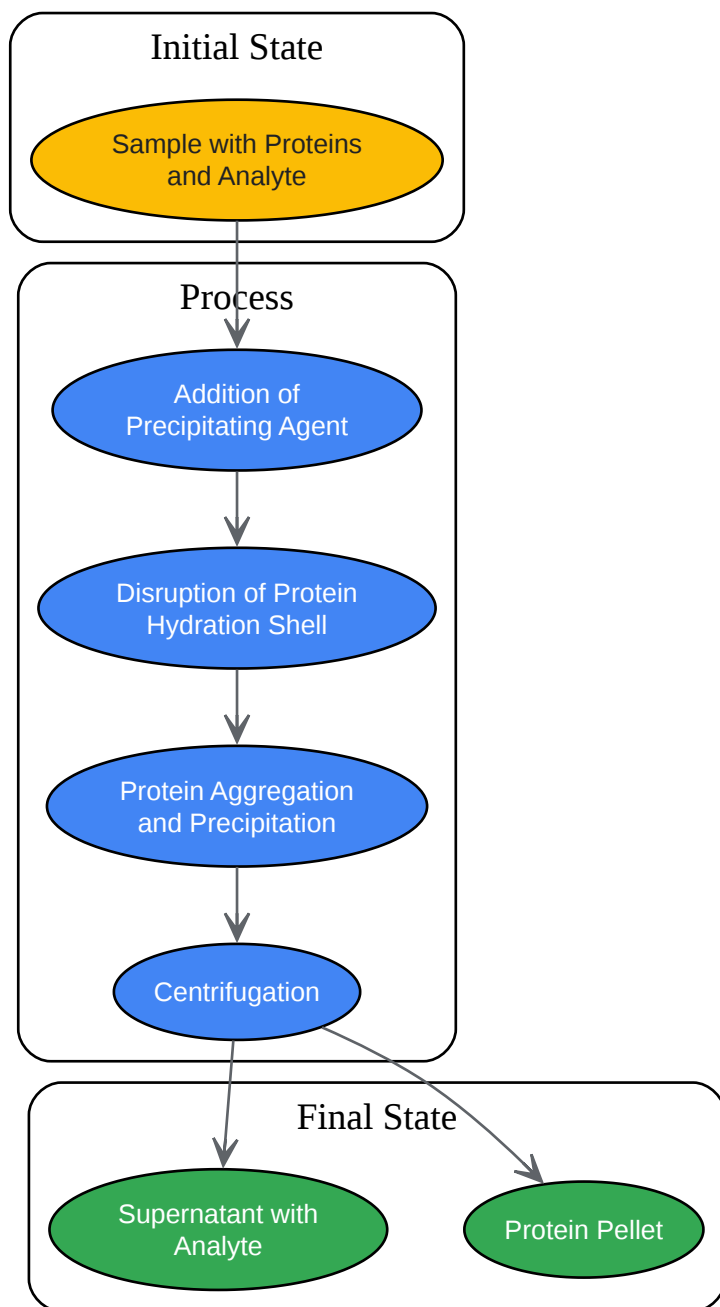 Initial State
Sample with Proteins
and Analyte
Process
Addition of
Precipitating Agent
Disruption of Protein
Hydration Shell
Protein Aggregation
and Precipitation
Centrifugation
Final State
Supernatant with
Analyte
Protein Pellet